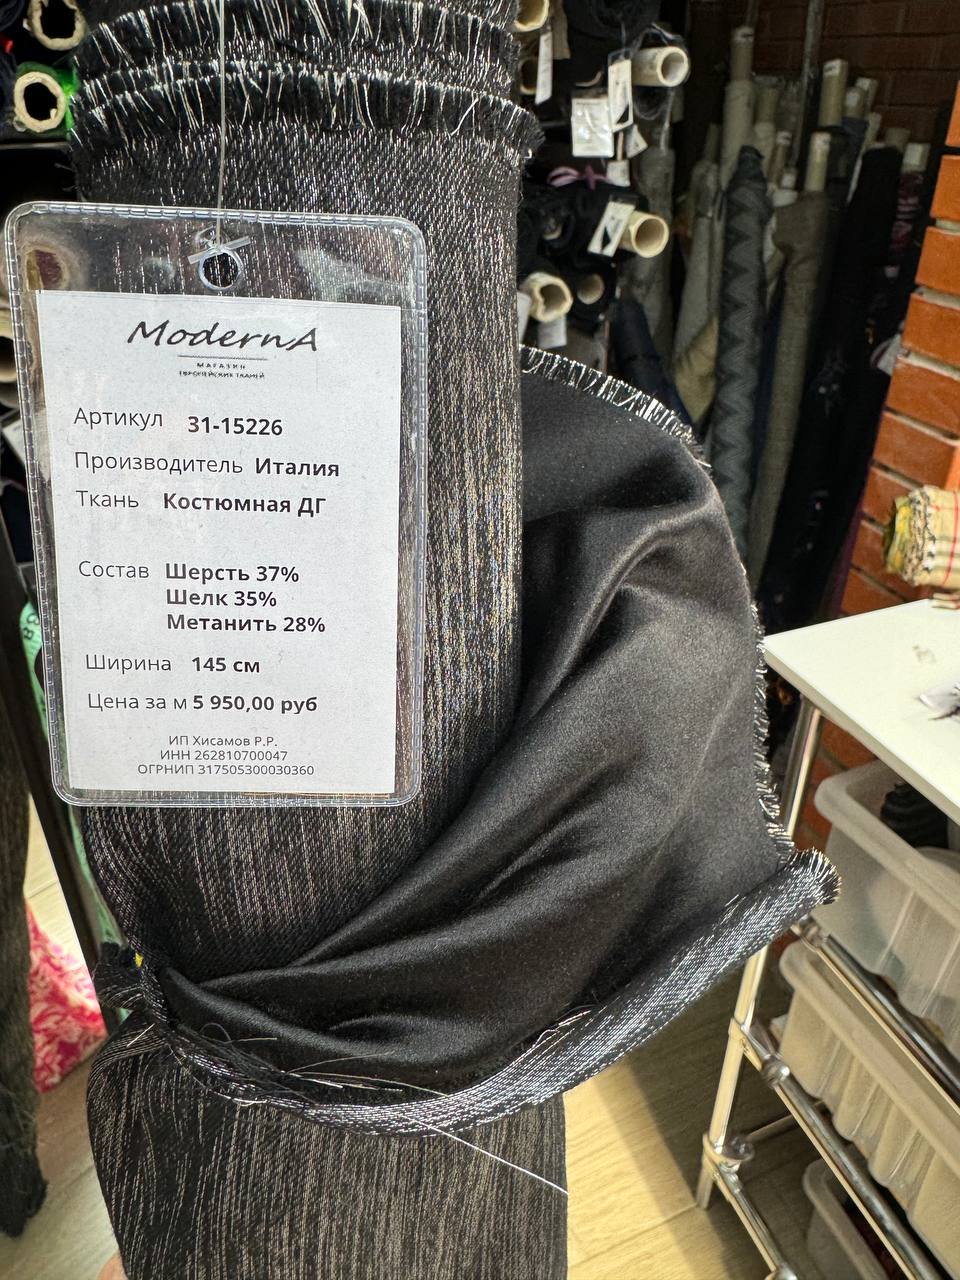 ModernA
МАГАЗИН
ЕВРОПЕЙСКИХ ТКАНЕЙ
Артикул 31-15226
Производитель Италия
Ткань Костюмная ДГ
Состав Шерсть 37%
Шелк 35%
Метанить 28%
Ширина 145 см
Цена за м 5 950,00 руб
ИП Хисамов Р.Р.
ИНН 262810700047
ОГРНИП 317505300030360